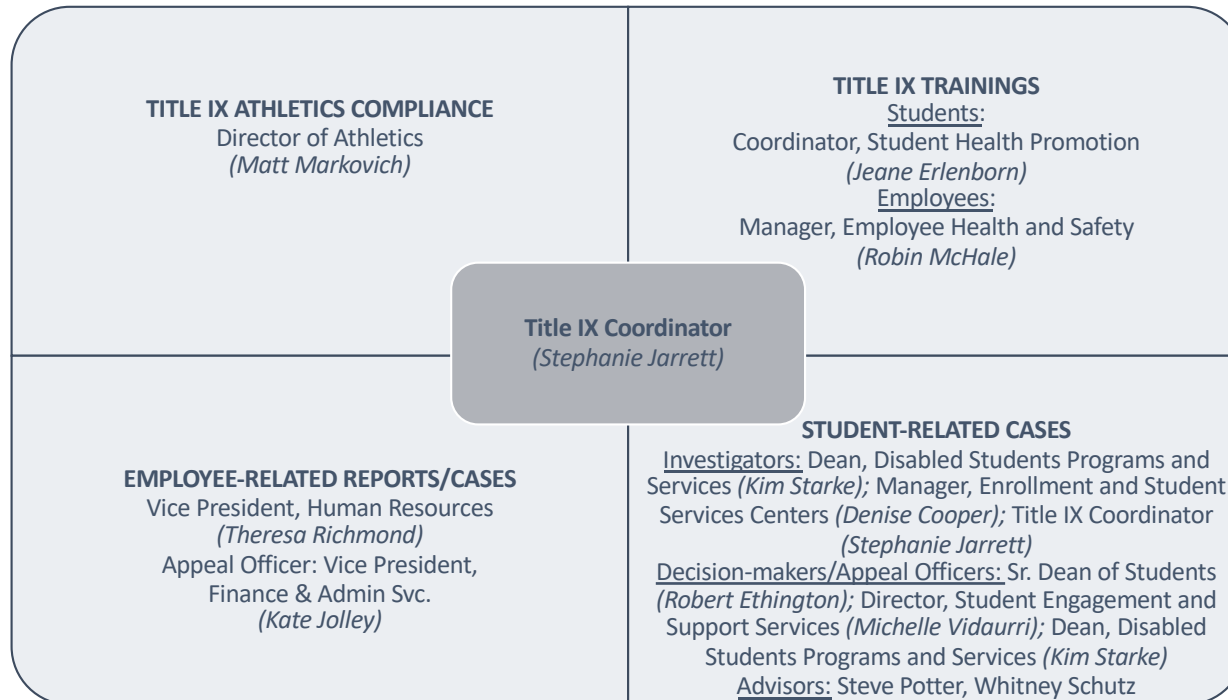 TITLE IX ATHLETICS COMPLIANCE
Director of Athletics
(Matt Markovich)
TITLE IX TRAININGS
Students:
Coordinator, Student Health Promotion
(Jeane Erlenborn)
Employees:
Manager, Employee Health and Safety
(Robin McHale)
Title IX Coordinator
(Stephanie Jarrett)
EMPLOYEE-RELATED REPORTS/CASES
Vice President, Human Resources
(Theresa Richmond)
Appeal Officer: Vice President,
Finance & Admin Svc.
(Kate Jolley)
STUDENT-RELATED CASES
Investigators: Dean, Disabled Students Programs and
Services (Kim Starke); Manager, Enrollment and Student
Services Centers (Denise Cooper); Title IX Coordinator
(Stephanie Jarrett)
Decision-makers/Appeal Officers: Sr. Dean of Students
(Robert Ethington); Director, Student Engagement and
Support Services (Michelle Vidaurri); Dean, Disabled
Students Programs and Services (Kim Starke)
Advisors: Steve Potter, Whitney Schutz